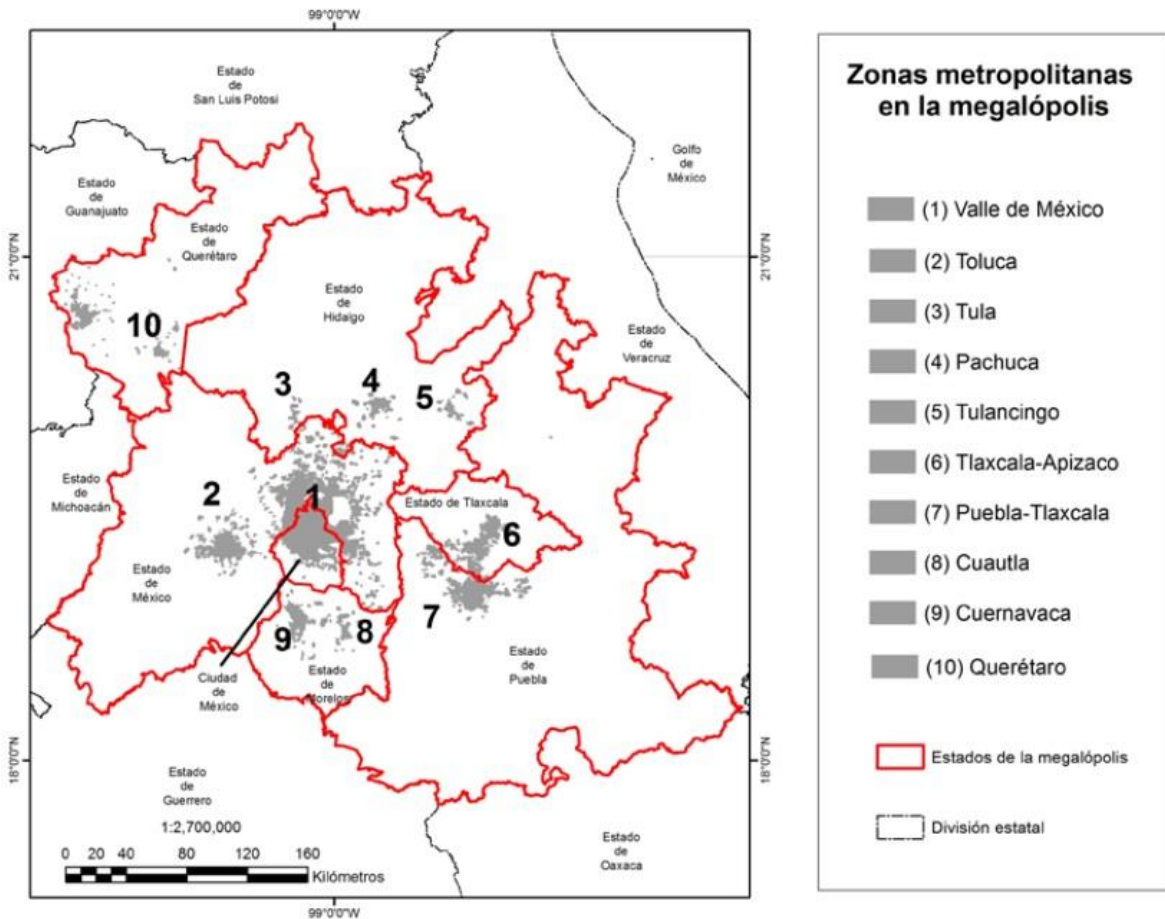 99°0'0"W
Estado
de
San Luis Potosi
Golfo
de
México
Estado
de
Guanajuato
Estado
de
Querétaro
21°0'0"N
21°0'0"N
Estado
de
Hidalgo
10
Estado
de
Veracruz
3
4
5
Estado
de
Michoacán
2
1
Estado de Tlaxcala
6
Estado
de
México
7
9
8
Ciudad
de
México
Estado
de
Morelos
Estado
de
Puebla
18°0'0"N
18°0'0"N
Estado
de
Guerrero
1:2,700,000
0 20 40 80 120 160
Kilómetros
Estado
de
Oaxaca
99°0'0"W
Zonas metropolitanas
en la megalópolis
(1) Valle de México
(2) Toluca
(3) Tula
(4) Pachuca
(5) Tulancingo
(6) Tlaxcala-Apizaco
(7) Puebla-Tlaxcala
(8) Cuautla
(9) Cuernavaca
(10) Querétaro
Estados de la megalópolis
División estatal